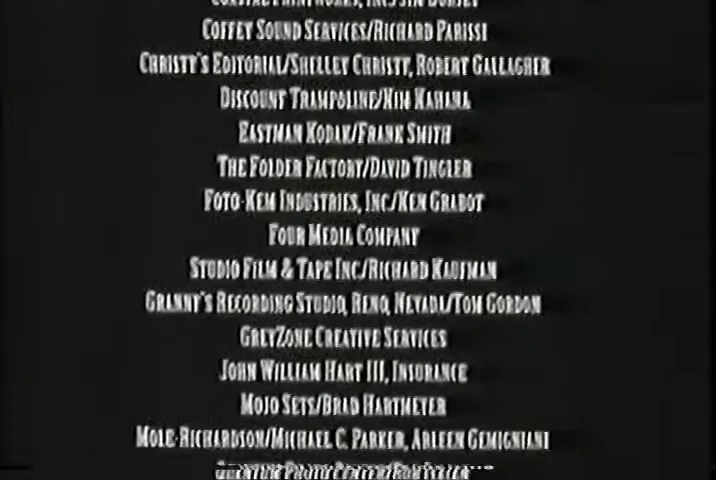 COFFEY SOUND SERVICES/RICHARD PARISSI
CHRISTY'S EDITORIAL/SHELLEY CHRISTY, ROBERT GALLAGHER
DISCOUNT TRAMPOLINE/KIM KAHANA
EASTMAN KODAK/FRANK SMITH
THE FOLDER FACTORY/DAVID TINGLER
FOTO-KEM INDUSTRIES, INC/KEN GRABOT
FOUR MEDIA COMPANY
STUDIO FILM & TAPE INC/RICHARD KAUFMAN
GRANNY'S RECORDING STUDIO, RENO, NEVADA/TOM GORDON
GREYZONE CREATIVE SERVICES
JOHN WILLIAM HART III, INSURANCE
MOJO SETS/BRAD HARTMEYER
MOLE-RICHARDSON/MICHAEL C. PARKER, ARLEEN GEMIGNIANI